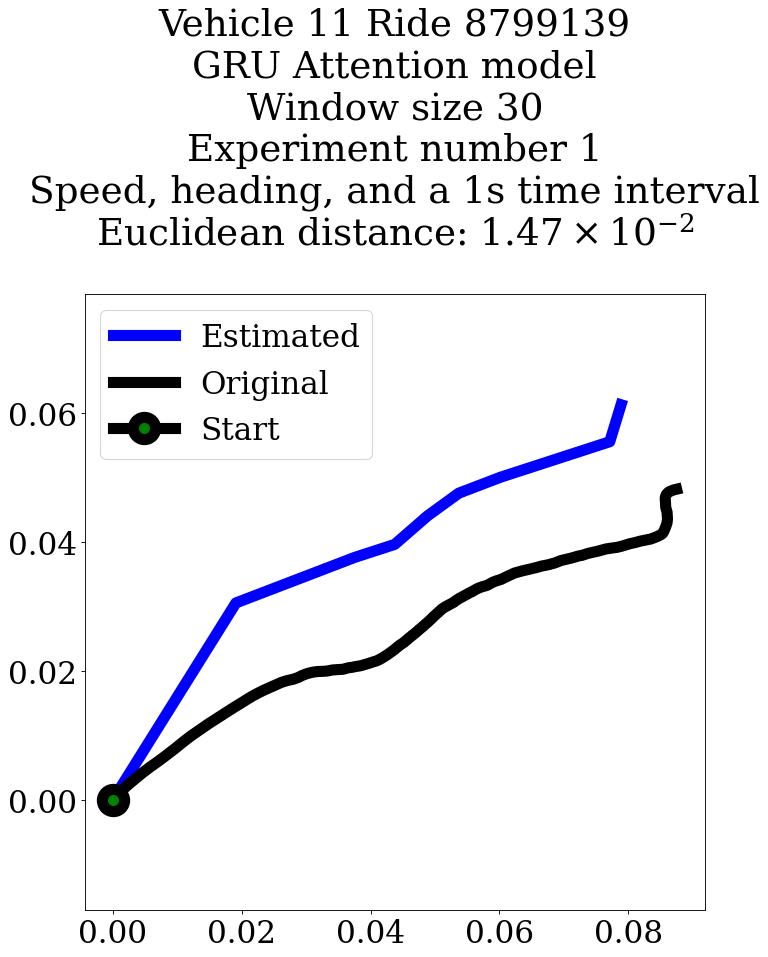 Vehicle 11 Ride 8799139
GRU Attention model
Window size 30
Experiment number 1
Speed, heading, and a 1s time interval
Euclidean distance: 1.47 × 10⁻²
Estimated
Original
Start
0.06
0.04
0.02
0.00
0.00 0.02 0.04 0.06 0.08